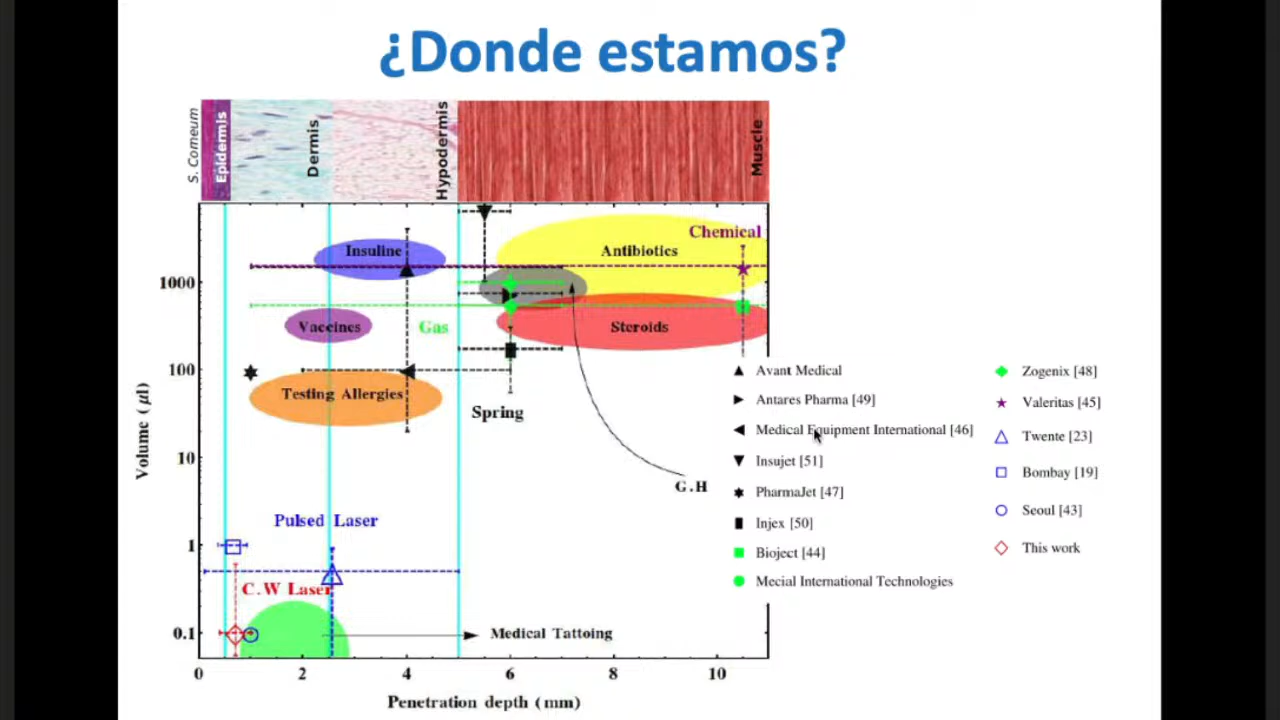 ¿Donde estamos?
S. Corneum
Epidermis
Dermis
Hypodermis
Muscle
Insuline
Antibiotics
Chemical
Vaccines
Gas
Steroids
Testing Allergies
Spring
G.H
Pulsed Laser
C.W Laser
Medical Tattoing
1000
100
10
1
0.1
Volume (μl)
0 2 4 6 8 10
Penetration depth (mm)
Avant Medical
Antares Pharma [49]
Medical Equipment International [46]
Insujet [51]
PharmaJet [47]
Injex [50]
Bioject [44]
Mecial International Technologies
Zogenix [48]
Valeritas [45]
Twente [23]
Bombay [19]
Seoul [43]
This work